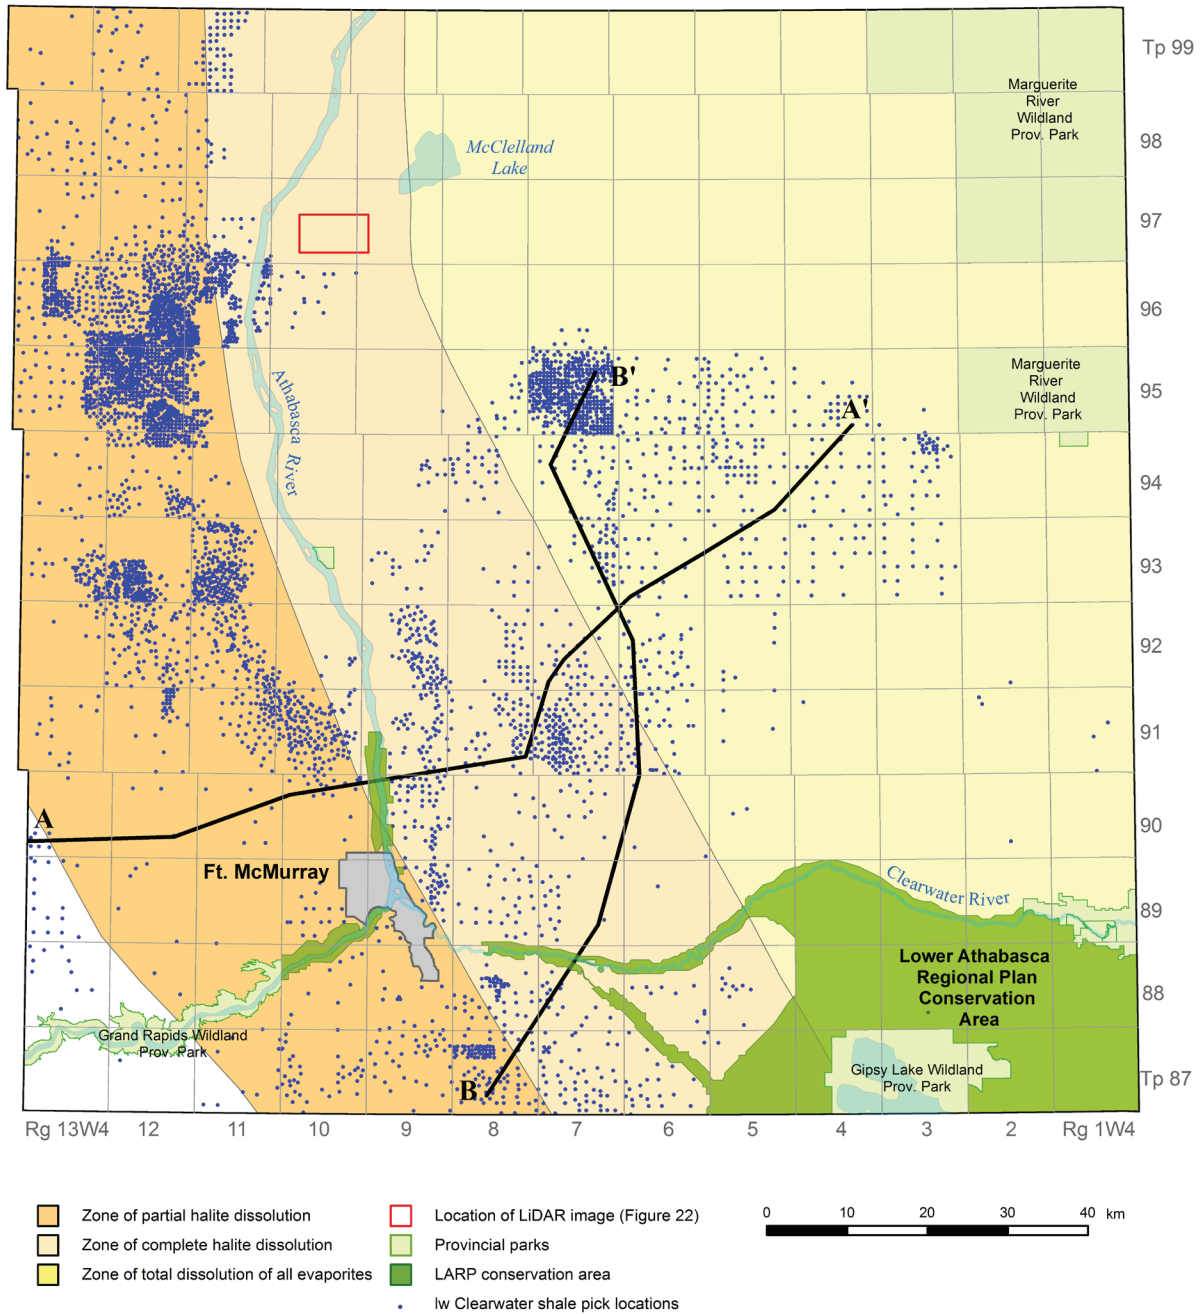 Tp 99
Marguerite
River
Wildland
Prov. Park
98
McClelland
Lake
97
96
Marguerite
River
Wildland
Prov. Park
95
B'
A'
Athabasca River
94
93
92
91
A
90
Ft. McMurray
Clearwater River
89
Lower Athabasca
Regional Plan
Conservation
Area
88
Grand Rapids Wildland
Prov. Park
Gipsy Lake Wildland
Prov. Park
Tp 87
B
Rg 13W4 12 11 10 9 8 7 6 5 4 3 2 Rg 1W4
Zone of partial halite dissolution
Zone of complete halite dissolution
Zone of total dissolution of all evaporites
Location of LiDAR image (Figure 22)
Provincial parks
LARP conservation area
lw Clearwater shale pick locations
0 10 20 30 40 km